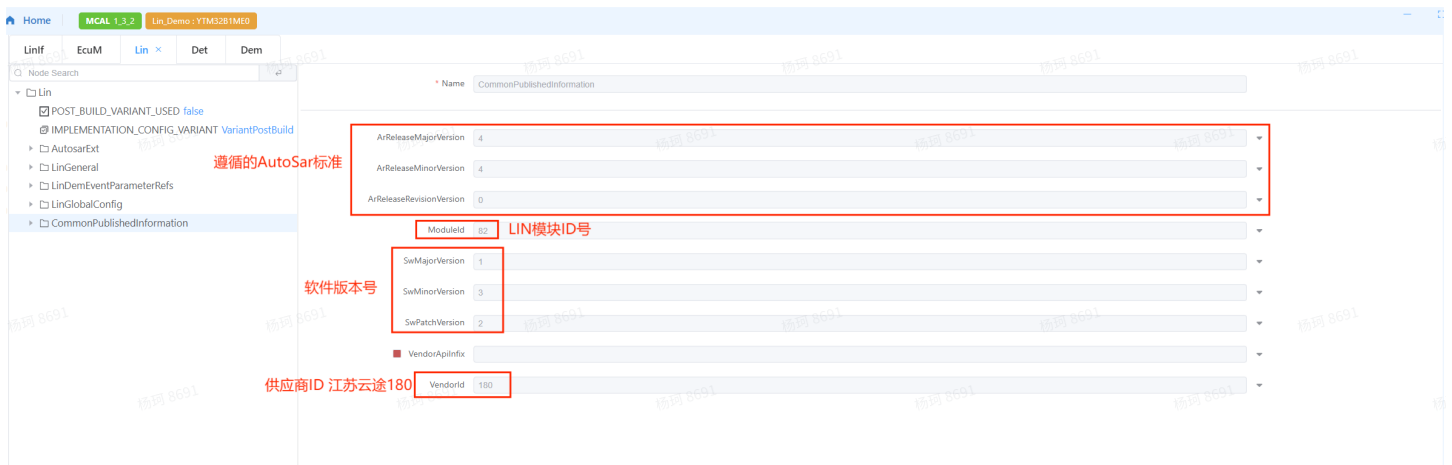 Home
MCAL 1_3_2
Lin_Demo : YTM32B1ME0
LinIf
EcuM
Lin ×
Det
Dem
Node Search
Lin
POST_BUILD_VARIANT_USED false
IMPLEMENTATION_CONFIG_VARIANT VariantPostBuild
AutosarExt
LinGeneral
LinDemEventParameterRefs
LinGlobalConfig
CommonPublishedInformation
* Name CommonPublishedInformation
遵循的AutoSar标准
ArReleaseMajorVersion 4
ArReleaseMinorVersion 4
ArReleaseRevisionVersion 0
ModuleId 82 LIN模块ID号
软件版本号
SwMajorVersion 1
SwMinorVersion 3
SwPatchVersion 2
VendorApiInfix
供应商ID 江苏云途180 VendorId 180
杨珂 8691